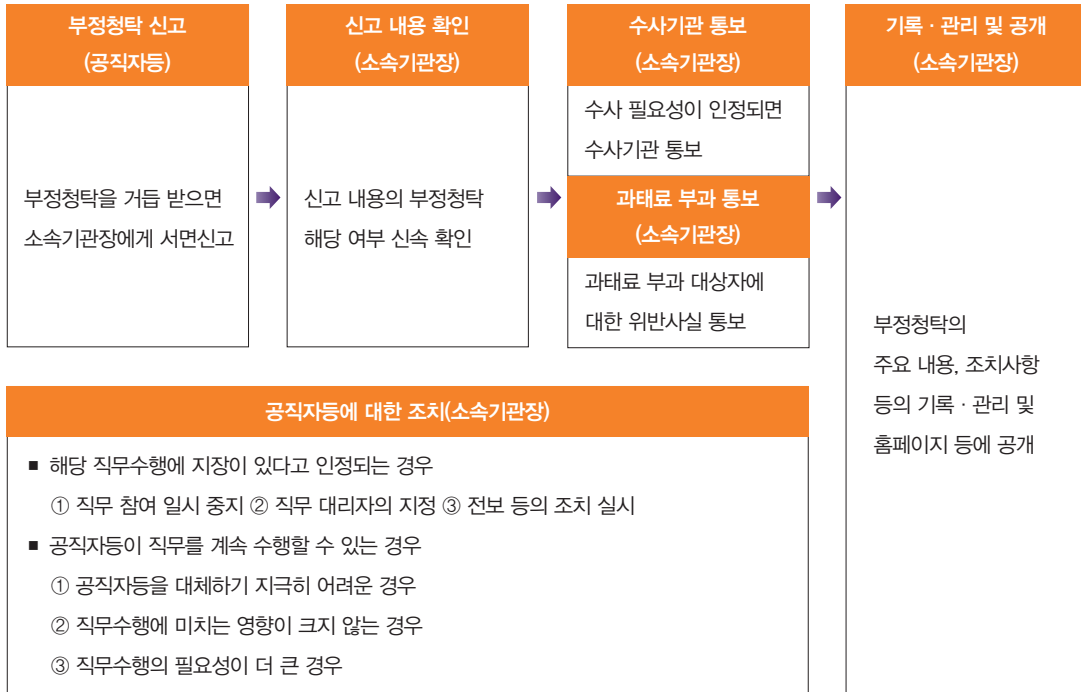 부정청탁 신고
(공직자등)
부정청탁을 거듭 받으면
소속기관장에게 서면신고
신고 내용 확인
(소속기관장)
신고 내용의 부정청탁
해당 여부 신속 확인
수사기관 통보
(소속기관장)
수사 필요성이 인정되면
수사기관 통보
과태료 부과 통보
(소속기관장)
과태료 부과 대상자에
대한 위반사실 통보
기록 · 관리 및 공개
(소속기관장)
부정청탁의
주요 내용, 조치사항
등의 기록 · 관리 및
홈페이지 등에 공개
공직자등에 대한 조치(소속기관장)
■ 해당 직무수행에 지장이 있다고 인정되는 경우
① 직무 참여 일시 중지 ② 직무 대리자의 지정 ③ 전보 등의 조치 실시
■ 공직자등이 직무를 계속 수행할 수 있는 경우
① 공직자등을 대체하기 지극히 어려운 경우
② 직무수행에 미치는 영향이 크지 않는 경우
③ 직무수행의 필요성이 더 큰 경우